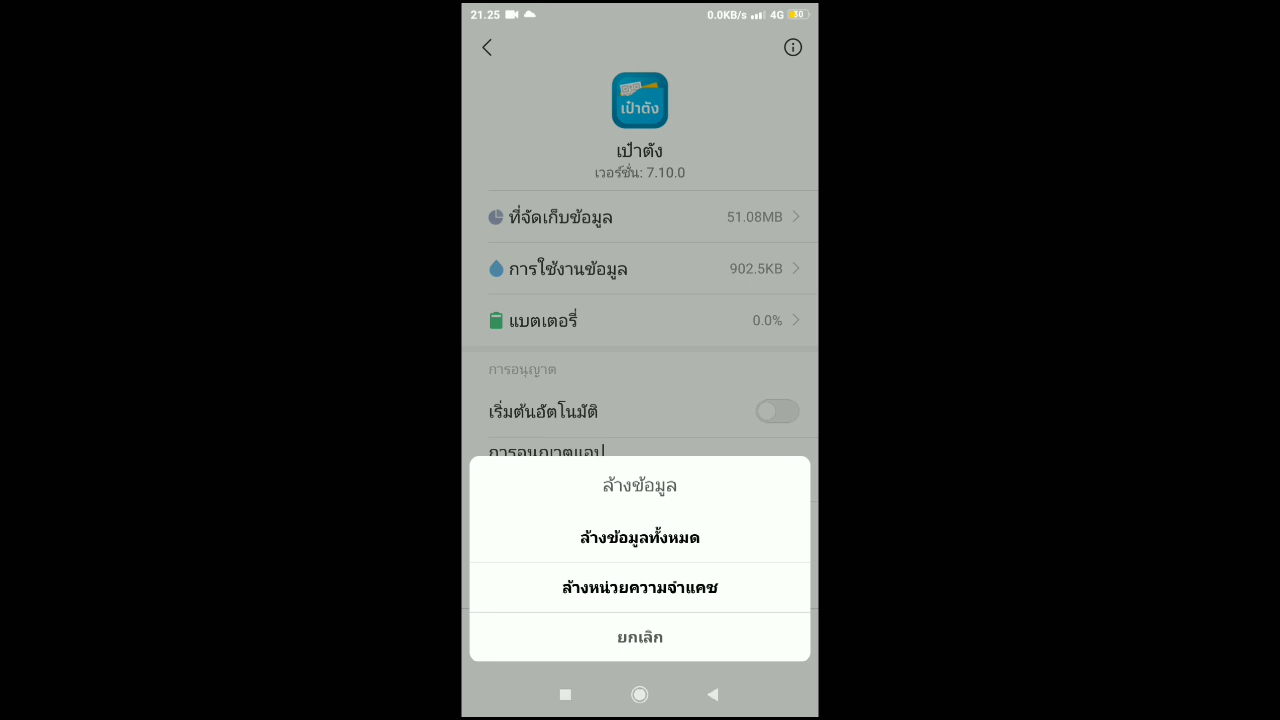 21.25
0.0KB/s 4G 30
เป๋าตัง
เป๋าตัง
เวอร์ชั่น: 7.10.0
ที่จัดเก็บข้อมูล 51.08MB
การใช้งานข้อมูล 902.5KB
แบตเตอรี่ 0.0%
การอนุญาต
เริ่มต้นอัตโนมัติ
การอนุญาตแอป
ล้างข้อมูล
ล้างข้อมูลทั้งหมด
ล้างหน่วยความจำแคช
ยกเลิก